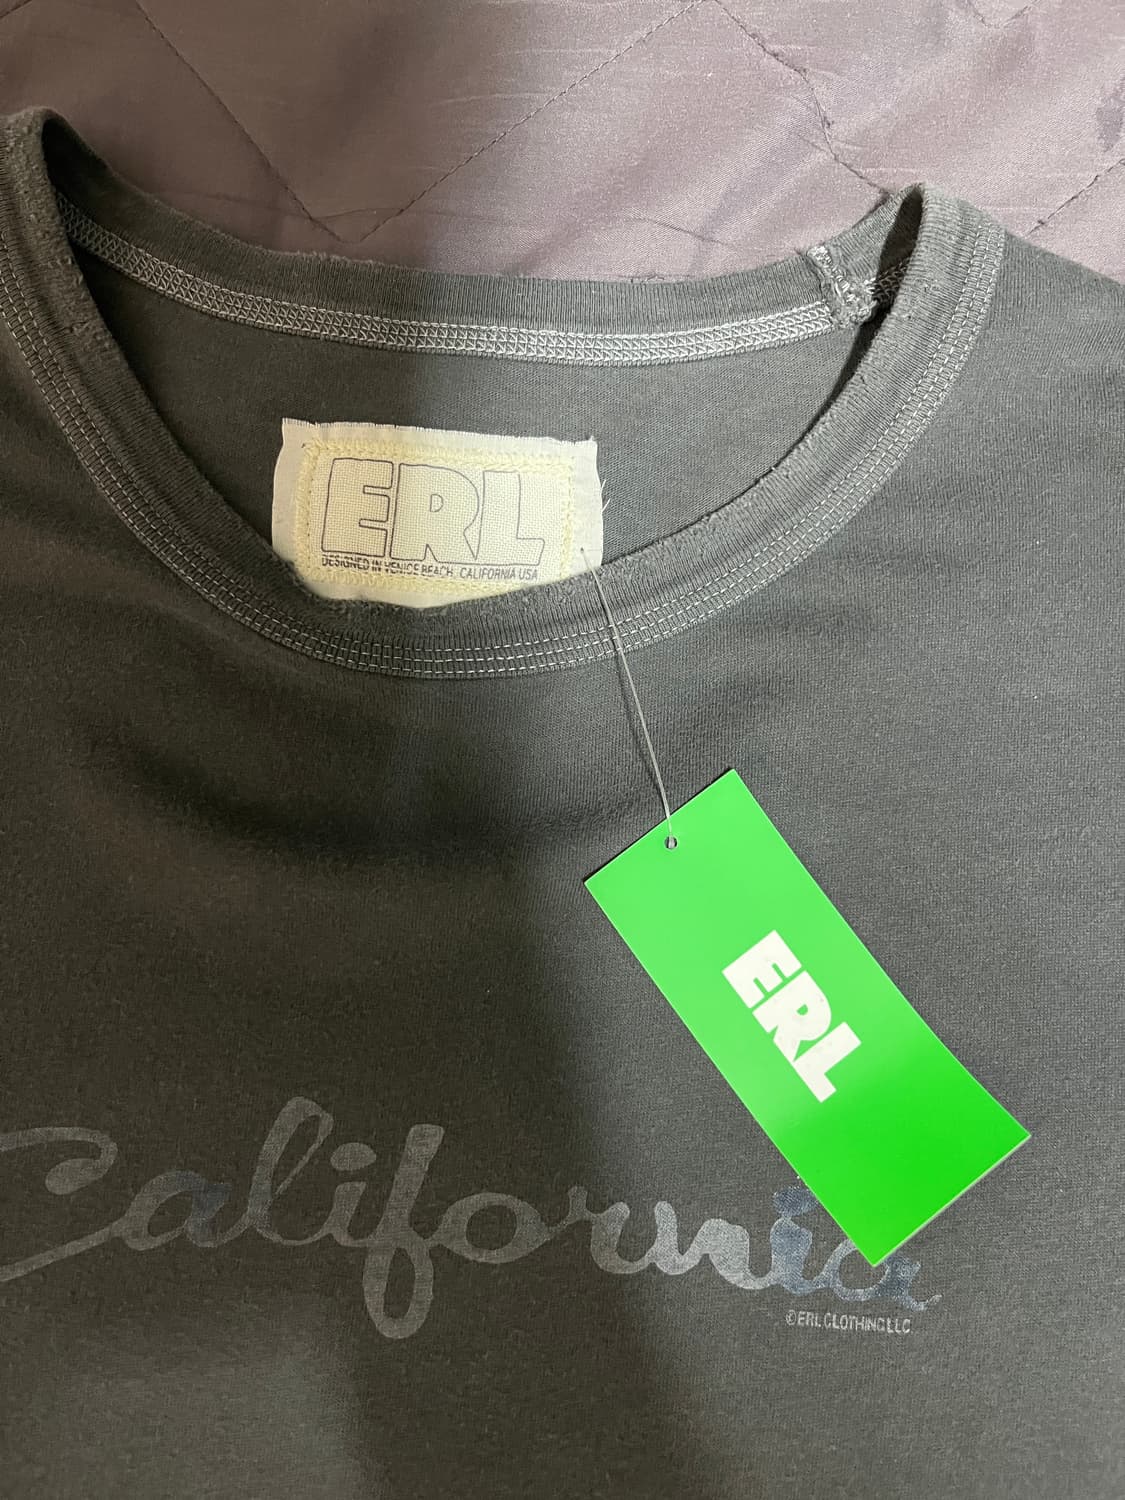 ERL
DESIGNED IN VENICE BEACH, CALIFORNIA USA
ERL
California
©ERL CLOTHING LLC